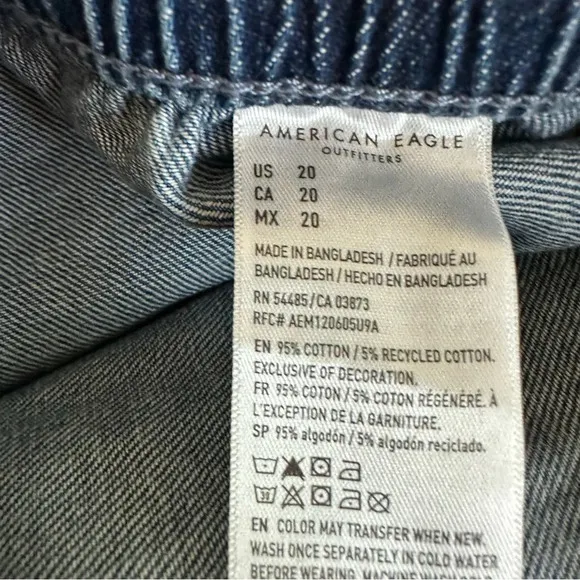 AMERICAN EAGLE
OUTFITTERS
US 20
CA 20
MX 20
MADE IN BANGLADESH / FABRIQUÉ AU
BANGLADESH / HECHO EN BANGLADESH
RN 54485/CA 03873
RFC# AEM120605U9A
EN 95% COTTON / 5% RECYCLED COTTON.
EXCLUSIVE OF DECORATION.
FR 95% COTON / 5% COTON RÉGÉNÉRÉ. À
L'EXCEPTION DE LA GARNITURE.
SP 95% algodón / 5% algodón reciclado.
30
EN COLOR MAY TRANSFER WHEN NEW.
WASH ONCE SEPARATELY IN COLD WATER
BEFORE WEARING. MACHINE WASH